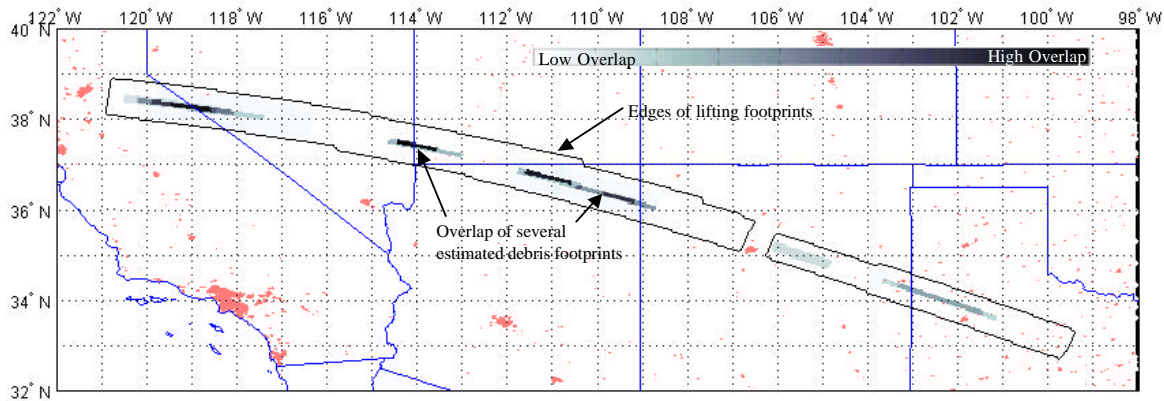 122° W 120° W 118° W 116° W 114° W 112° W 110° W 108° W 106° W 104° W 102° W 100° W 98° W
40° N
Low Overlap High Overlap
Edges of lifting footprints
38° N
36° N
Overlap of several
estimated debris footprints
34° N
32° N